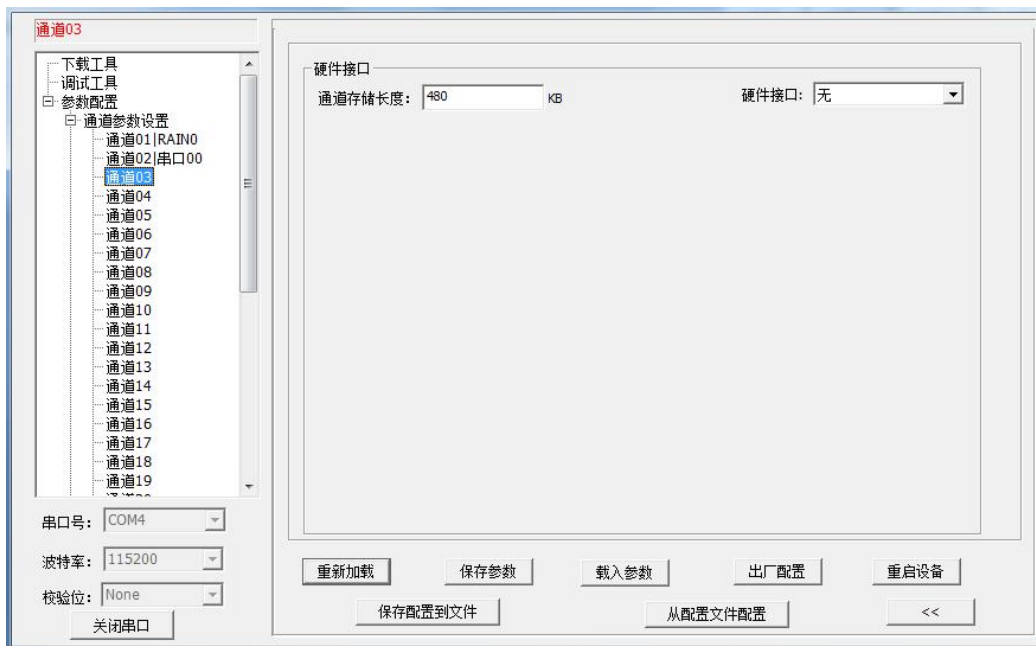 通道03
下载工具
调试工具
参数配置
通道参数设置
通道01|RAIN0
通道02|串口00
通道03
通道04
通道05
通道06
通道07
通道08
通道09
通道10
通道11
通道12
通道13
通道14
通道15
通道16
通道17
通道18
通道19
串口号: COM4
波特率: 115200
校验位: None
关闭串口
硬件接口
通道存储长度: 480 KB 硬件接口: 无
重新加载 保存参数 载入参数 出厂配置 重启设备
保存配置到文件 从配置文件配置 <<